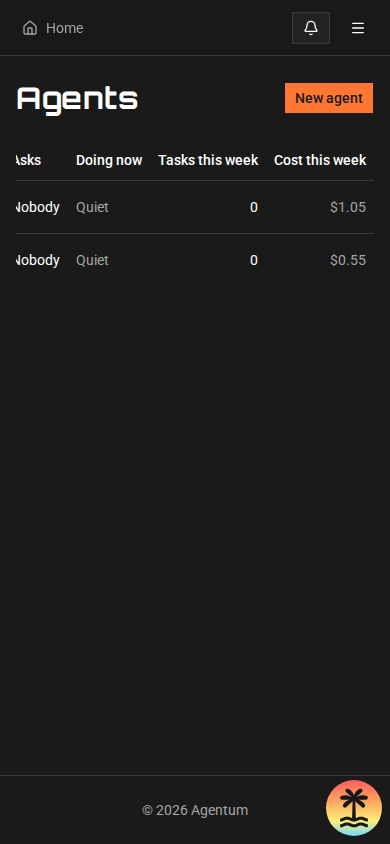 Home
Agents
New agent
Asks Doing now Tasks this week Cost this week
Nobody Quiet 0 $1.05
Nobody Quiet 0 $0.55
© 2026 Agentum